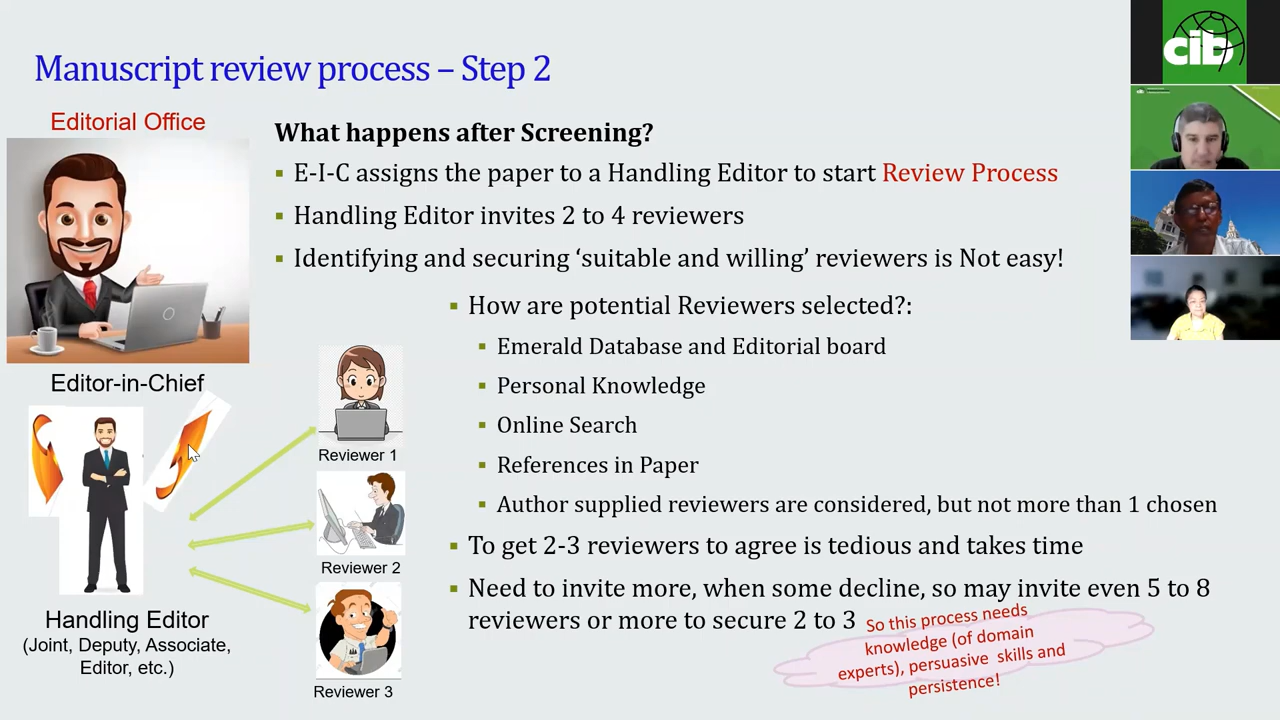 Manuscript review process – Step 2
Editorial Office
Editor-in-Chief
Handling Editor
(Joint, Deputy, Associate,
Editor, etc.)
Reviewer 1
Reviewer 2
Reviewer 3
What happens after Screening?
▪ E-I-C assigns the paper to a Handling Editor to start Review Process
▪ Handling Editor invites 2 to 4 reviewers
▪ Identifying and securing ‘suitable and willing’ reviewers is Not easy!
▪ How are potential Reviewers selected?:
▪ Emerald Database and Editorial board
▪ Personal Knowledge
▪ Online Search
▪ References in Paper
▪ Author supplied reviewers are considered, but not more than 1 chosen
▪ To get 2-3 reviewers to agree is tedious and takes time
▪ Need to invite more, when some decline, so may invite even 5 to 8
reviewers or more to secure 2 to 3
So this process needs
knowledge (of domain
experts), persuasive skills and
persistence!
cib